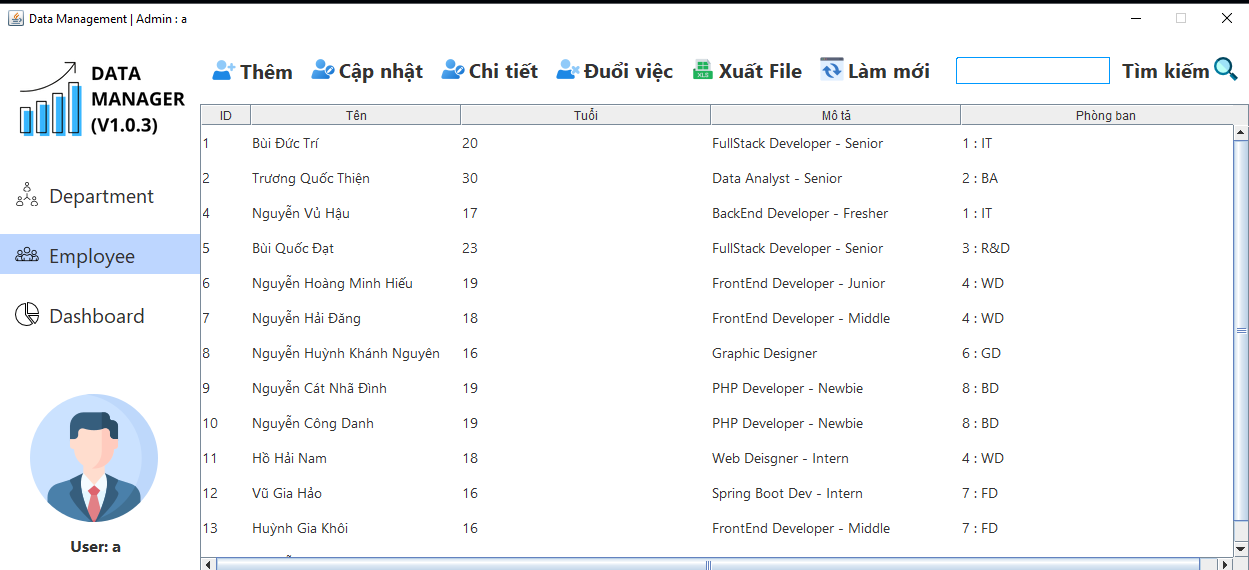 Data Management | Admin : a
DATA
MANAGER
(V1.0.3)
Thêm Cập nhật Chi tiết Đuổi việc XLS Xuất File Làm mới Tìm kiếm
Department
Employee
Dashboard
User: a
ID Tên Tuổi Mô tả Phòng ban
1 Bùi Đức Trí 20 FullStack Developer - Senior 1 : IT
2 Trương Quốc Thiện 30 Data Analyst - Senior 2 : BA
4 Nguyễn Vủ Hậu 17 BackEnd Developer - Fresher 1 : IT
5 Bùi Quốc Đạt 23 FullStack Developer - Senior 3 : R&D
6 Nguyễn Hoàng Minh Hiếu 19 FrontEnd Developer - Junior 4 : WD
7 Nguyễn Hải Đăng 18 FrontEnd Developer - Middle 4 : WD
8 Nguyễn Huỳnh Khánh Nguyên 16 Graphic Designer 6 : GD
9 Nguyễn Cát Nhã Đình 19 PHP Developer - Newbie 8 : BD
10 Nguyễn Công Danh 19 PHP Developer - Newbie 8 : BD
11 Hồ Hải Nam 18 Web Deisgner - Intern 4 : WD
12 Vũ Gia Hảo 16 Spring Boot Dev - Intern 7 : FD
13 Huỳnh Gia Khôi 16 FrontEnd Developer - Middle 7 : FD